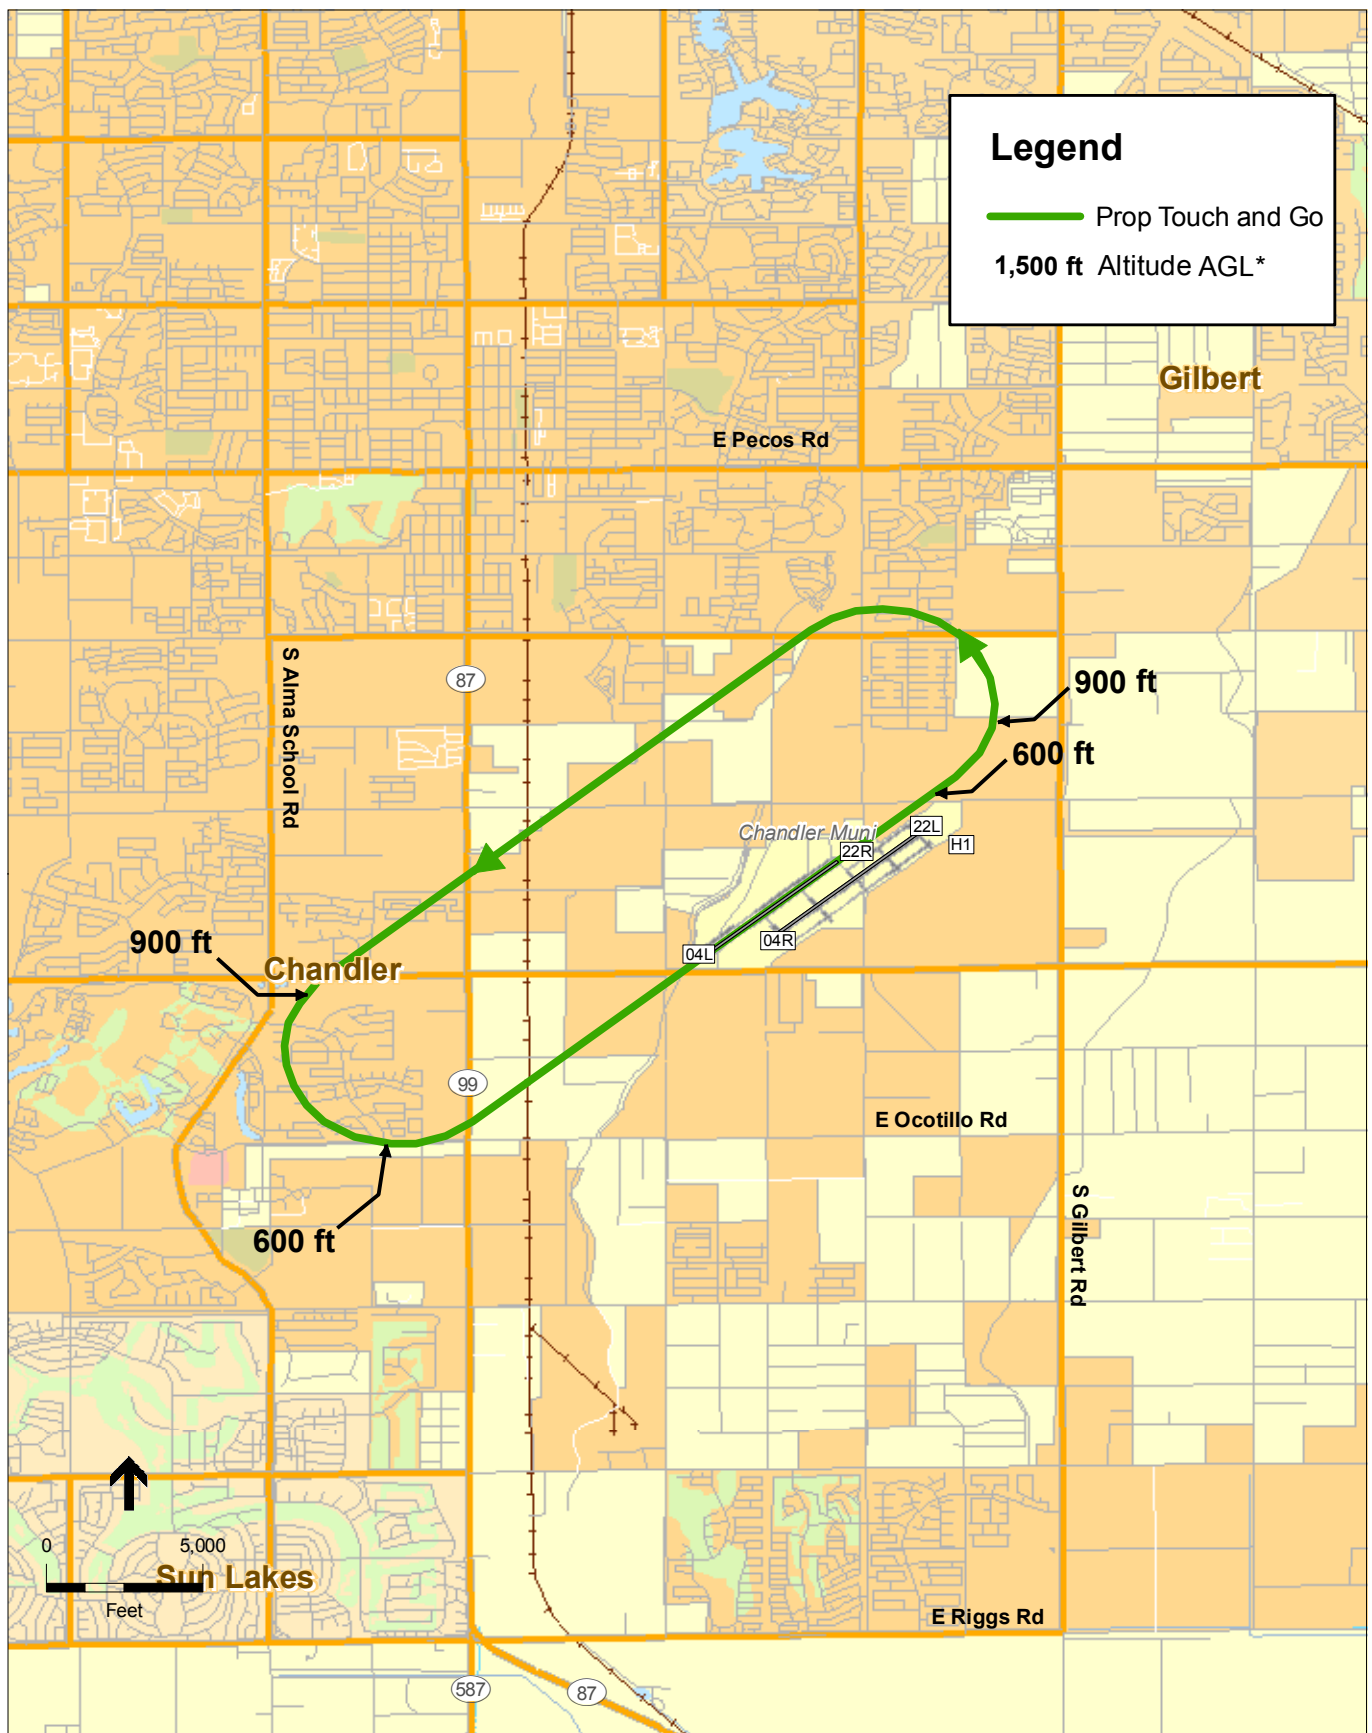 Legend
Prop Touch and Go
1,500 ft Altitude AGL*
Gilbert
E Pecos Rd
S Alma School Rd
87
900 ft
600 ft
Chandler Muni
22L
22R
H1
04R
04L
900 ft
Chandler
99
E Ocotillo Rd
S Gilbert Rd
600 ft
0 5,000
Feet
Sun Lakes
E Riggs Rd
587
87